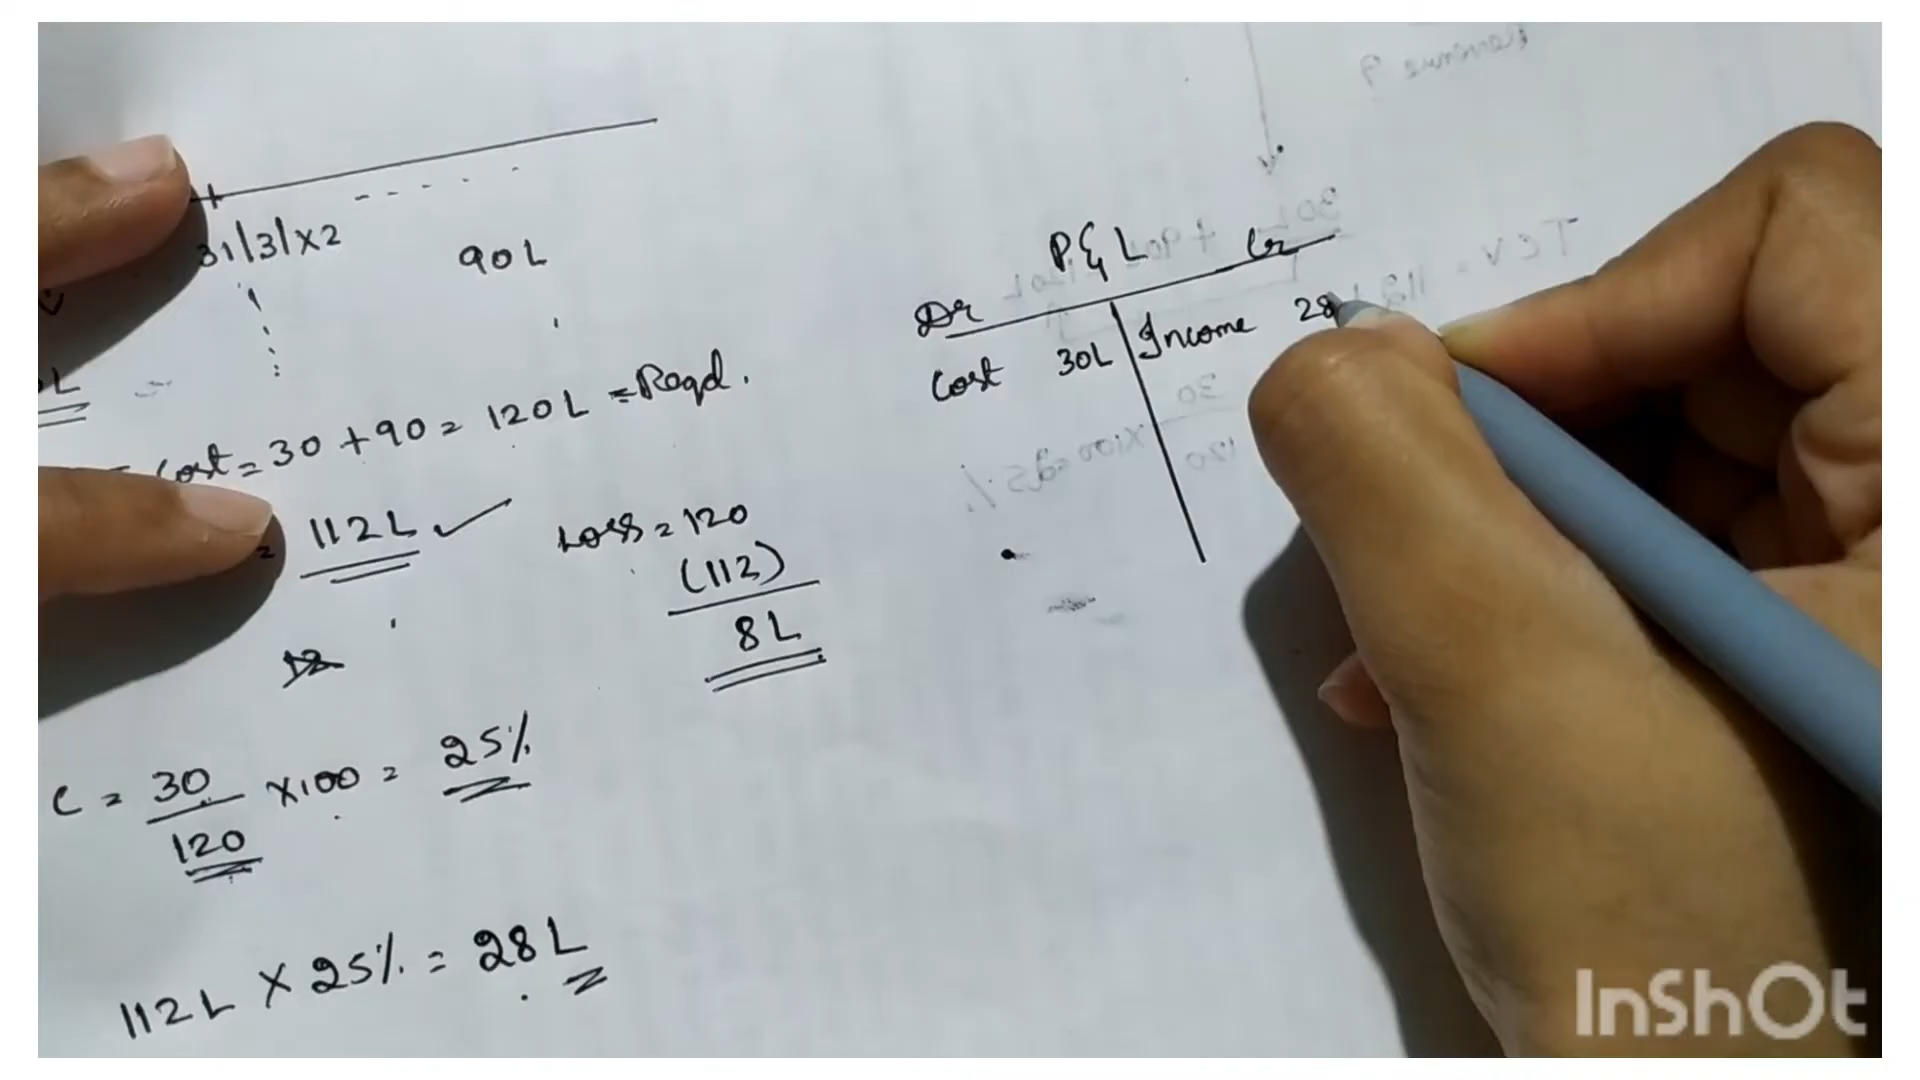 31/3/X2
90L
L
Cost = 30 + 90 = 120L = Reqd.
= 112L ✓
Loss = 120
(112)
8L
C = 30/120 X100 = 25%
112L X 25% = 28L
P & L
Dr Cr
Cost 30L Income 28
InShOt